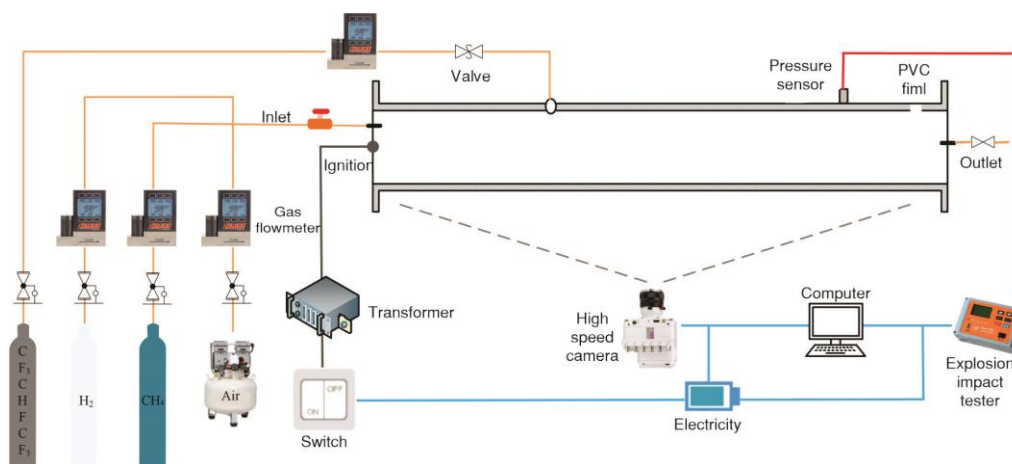 Valve
Pressure
sensor
PVC
fiml
Inlet
Ignition
Outlet
Gas
flowmeter
Transformer
High
speed
camera
Computer
Explosion
impact
tester
Electricity
Switch
OFF
ON
C
F₃
C
H
F
C
F₃
H₂
CH₄
Air